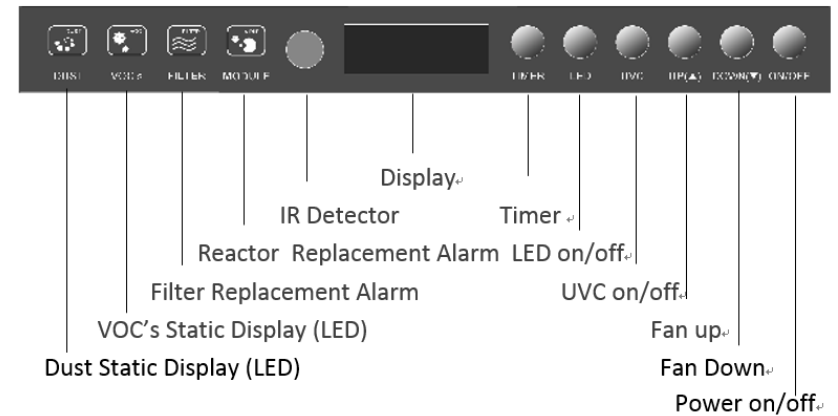 DUST VOC's FILTER MODULE TIMER LED UVC UP(▲) DOWN(▼) ON/OFF
Display
IR Detector Timer
Reactor Replacement Alarm LED on/off
Filter Replacement Alarm UVC on/off
VOC's Static Display (LED) Fan up
Dust Static Display (LED) Fan Down
Power on/off